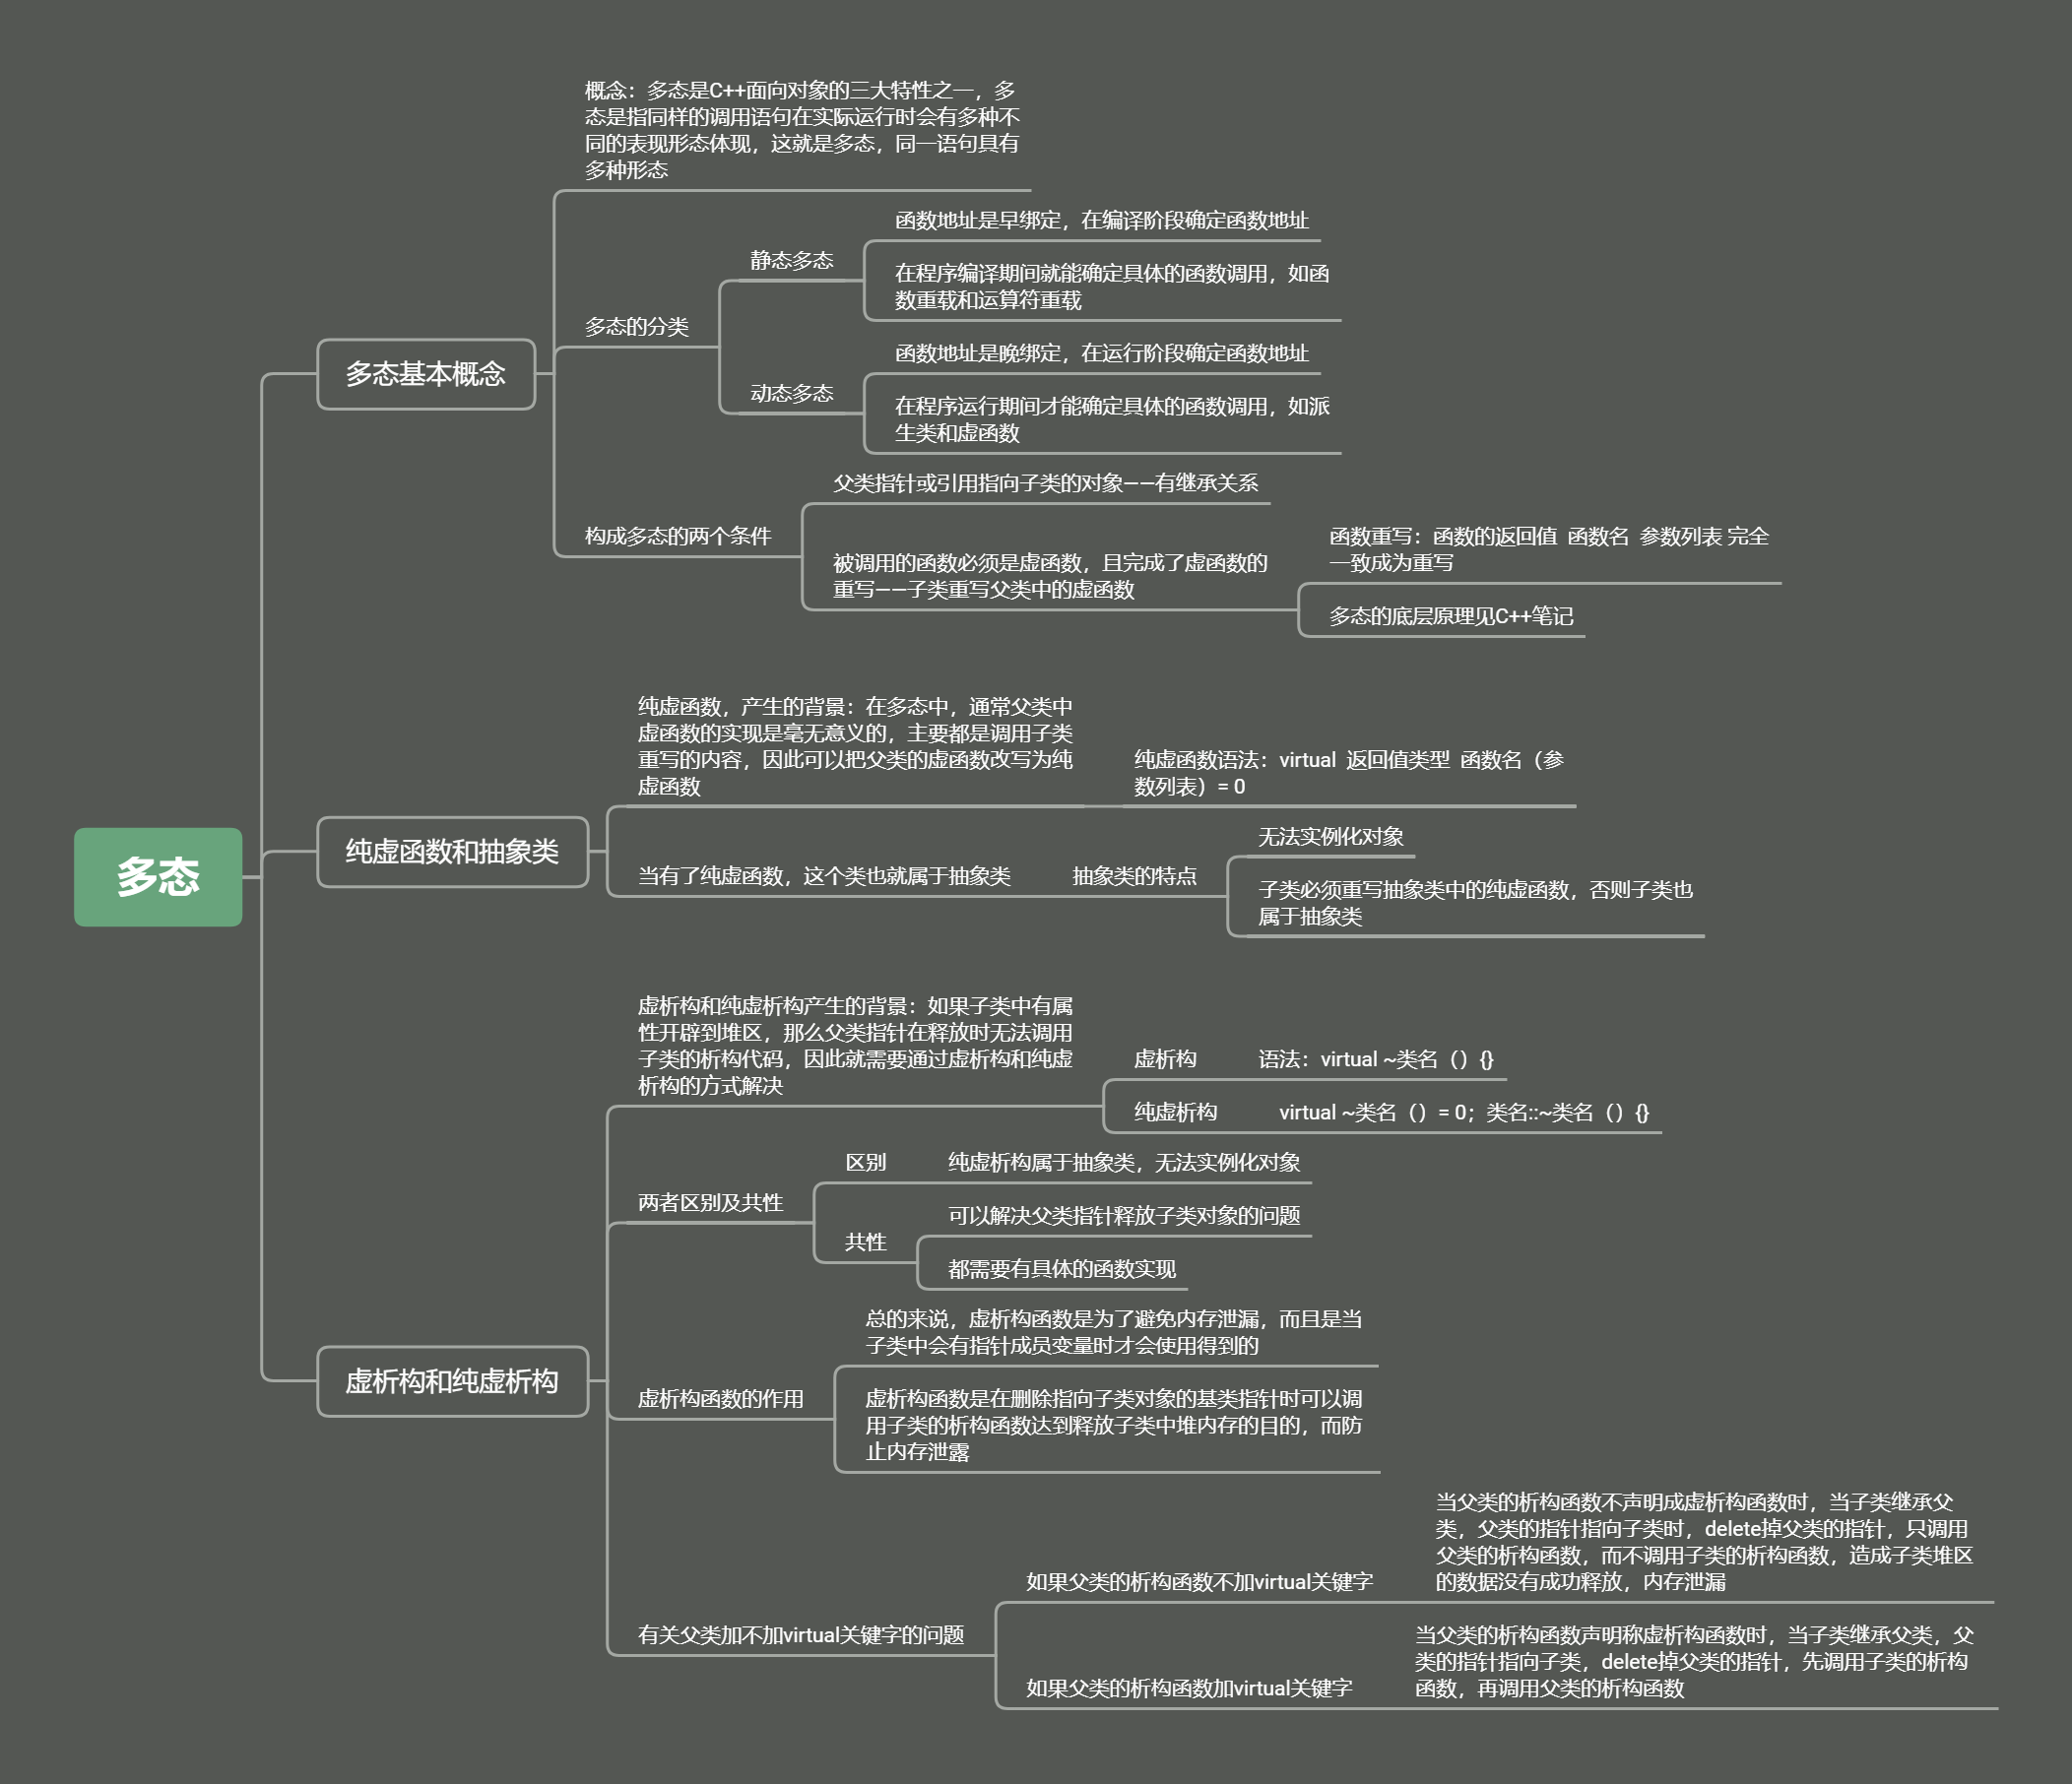 多态
多态基本概念
概念：多态是C++面向对象的三大特性之一，多
态是指同样的调用语句在实际运行时会有多种不
同的表现形态体现，这就是多态，同一语句具有
多种形态
多态的分类
静态多态
函数地址是早绑定，在编译阶段确定函数地址
在程序编译期间就能确定具体的函数调用，如函
数重载和运算符重载
动态多态
函数地址是晚绑定，在运行阶段确定函数地址
在程序运行期间才能确定具体的函数调用，如派
生类和虚函数
构成多态的两个条件
父类指针或引用指向子类的对象——有继承关系
被调用的函数必须是虚函数，且完成了虚函数的
重写——子类重写父类中的虚函数
函数重写：函数的返回值 函数名 参数列表 完全
一致成为重写
多态的底层原理见C++笔记
纯虚函数和抽象类
纯虚函数，产生的背景：在多态中，通常父类中
虚函数的实现是毫无意义的，主要都是调用子类
重写的内容，因此可以把父类的虚函数改写为纯
虚函数
纯虚函数语法：virtual 返回值类型 函数名（参
数列表）= 0
当有了纯虚函数，这个类也就属于抽象类
抽象类的特点
无法实例化对象
子类必须重写抽象类中的纯虚函数，否则子类也
属于抽象类
虚析构和纯虚析构
虚析构和纯虚析构产生的背景：如果子类中有属
性开辟到堆区，那么父类指针在释放时无法调用
子类的析构代码，因此就需要通过虚析构和纯虚
析构的方式解决
虚析构
语法：virtual ~类名（）{}
纯虚析构
virtual ~类名（）= 0；类名::~类名（）{}
两者区别及共性
区别
纯虚析构属于抽象类，无法实例化对象
共性
可以解决父类指针释放子类对象的问题
都需要有具体的函数实现
虚析构函数的作用
总的来说，虚析构函数是为了避免内存泄漏，而且是当
子类中会有指针成员变量时才会使用得到的
虚析构函数是在删除指向子类对象的基类指针时可以调
用子类的析构函数达到释放子类中堆内存的目的，而防
止内存泄露
有关父类加不加virtual关键字的问题
如果父类的析构函数不加virtual关键字
当父类的析构函数不声明成虚析构函数时，当子类继承父
类，父类的指针指向子类时，delete掉父类的指针，只调用
父类的析构函数，而不调用子类的析构函数，造成子类堆区
的数据没有成功释放，内存泄漏
如果父类的析构函数加virtual关键字
当父类的析构函数声明称虚析构函数时，当子类继承父类，父
类的指针指向子类，delete掉父类的指针，先调用子类的析构
函数，再调用父类的析构函数